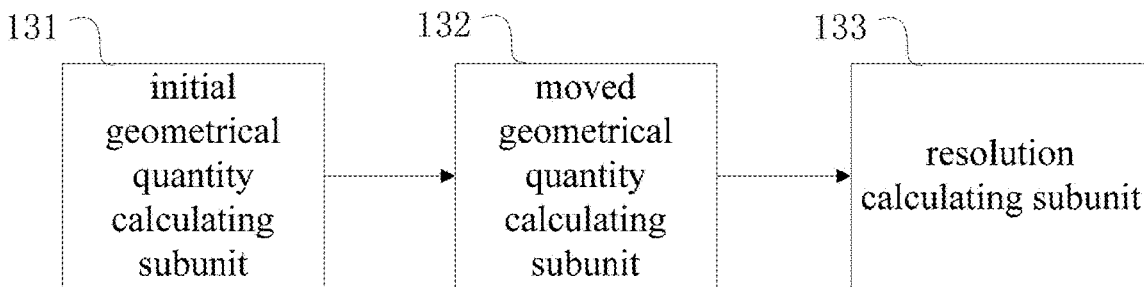 131
132
133
initial
geometrical
quantity
calculating
subunit
moved
geometrical
quantity
calculating
subunit
resolution
calculating subunit